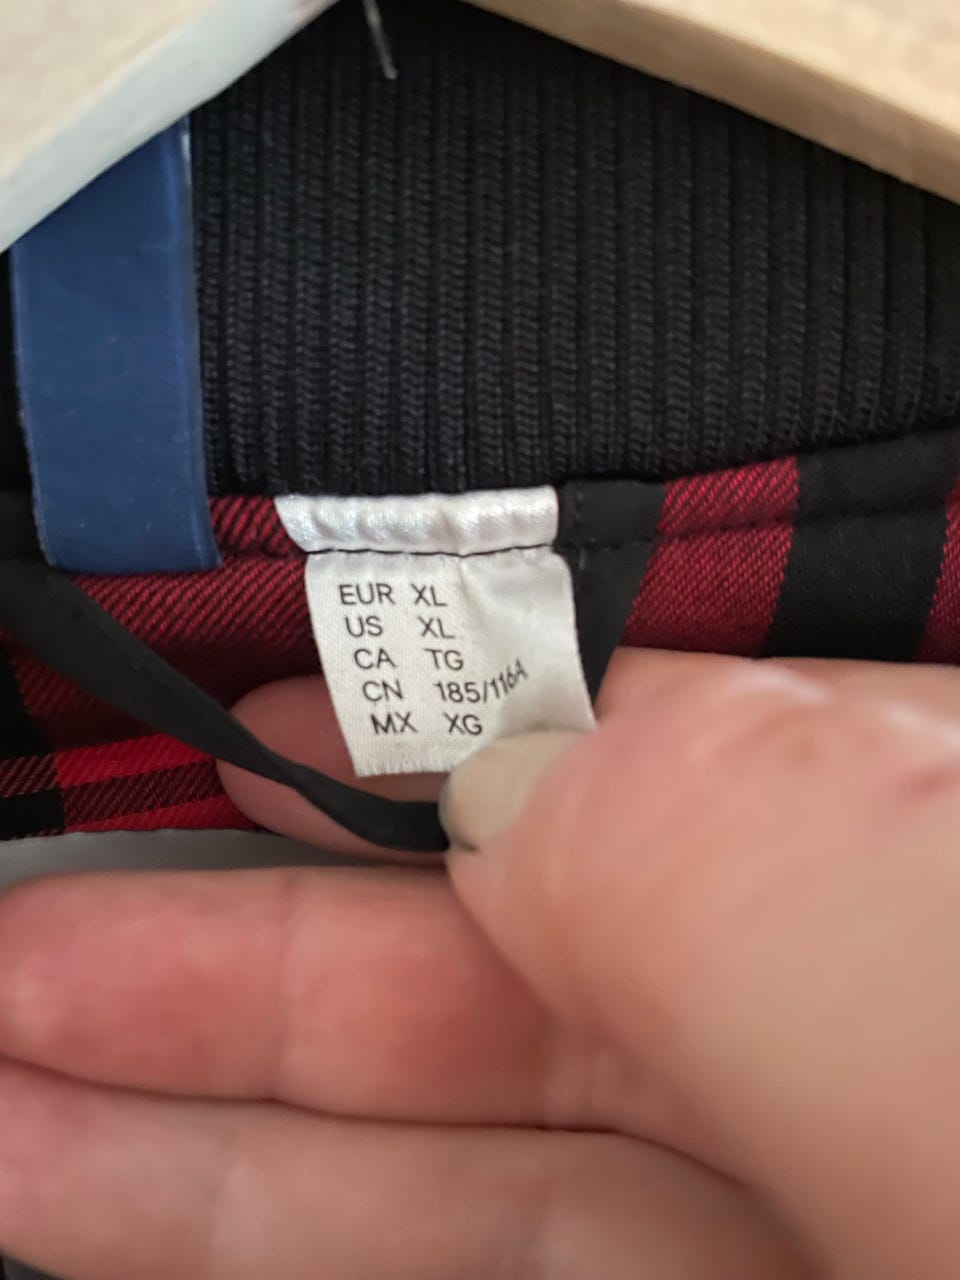 EUR XL
US XL
CA TG
CN 185/116A
MX XG